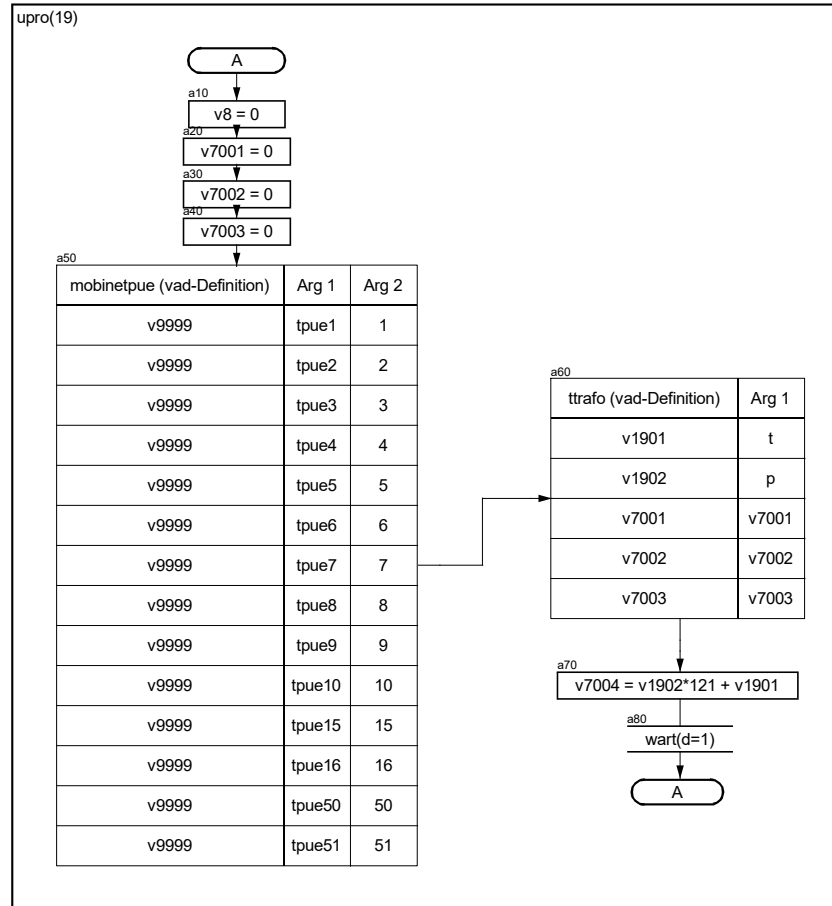 upro(19)
A
a10
v8 = 0
a20
v7001 = 0
a30
v7002 = 0
a40
v7003 = 0
a50
mobinetpue (vad-Definition) Arg 1 Arg 2
v9999 tpue1 1
v9999 tpue2 2
v9999 tpue3 3
v9999 tpue4 4
v9999 tpue5 5
v9999 tpue6 6
v9999 tpue7 7
v9999 tpue8 8
v9999 tpue9 9
v9999 tpue10 10
v9999 tpue15 15
v9999 tpue16 16
v9999 tpue50 50
v9999 tpue51 51
a60
ttrafo (vad-Definition) Arg 1
v1901 t
v1902 p
v7001 v7001
v7002 v7002
v7003 v7003
a70
v7004 = v1902*121 + v1901
a80
wart(d=1)
A